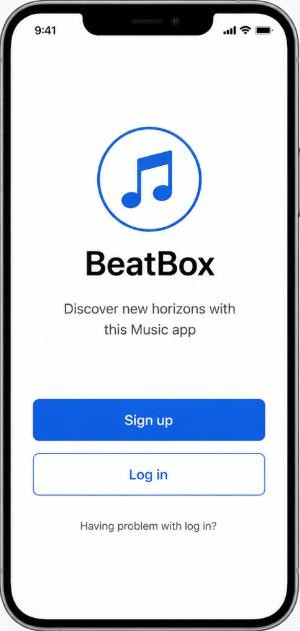 9:41
BeatBox
Discover new horizons with
this Music app
Sign up
Log in
Having problem with log in?